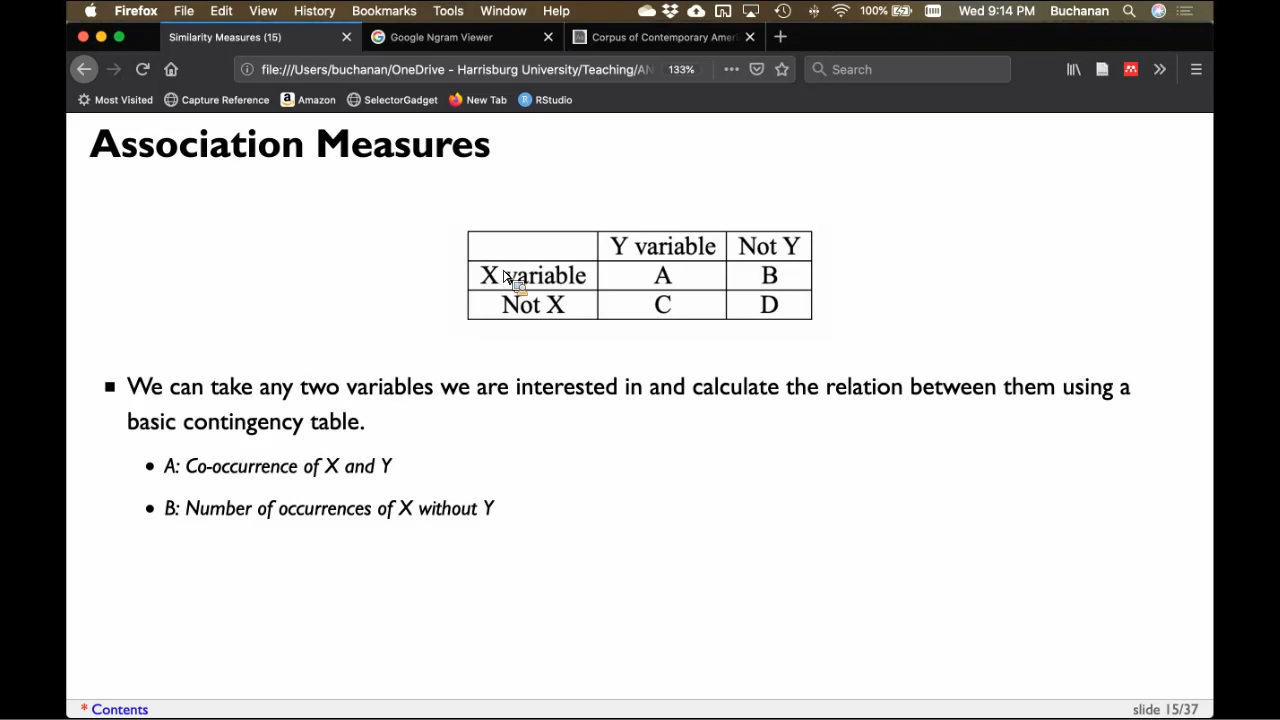 Firefox File Edit View History Bookmarks Tools Window Help 100% Wed 9:14 PM Buchanan
Similarity Measures (15) Google Ngram Viewer Corpus of Contemporary Ameri
file:///Users/buchanan/OneDrive - Harrisburg University/Teaching/AN 133% Search
Most Visited Capture Reference Amazon SelectorGadget New Tab RStudio
Association Measures
Y variable Not Y
X variable A B
Not X C D
We can take any two variables we are interested in and calculate the relation between them using a
basic contingency table.
A: Co-occurrence of X and Y
B: Number of occurrences of X without Y
* Contents slide 15/37